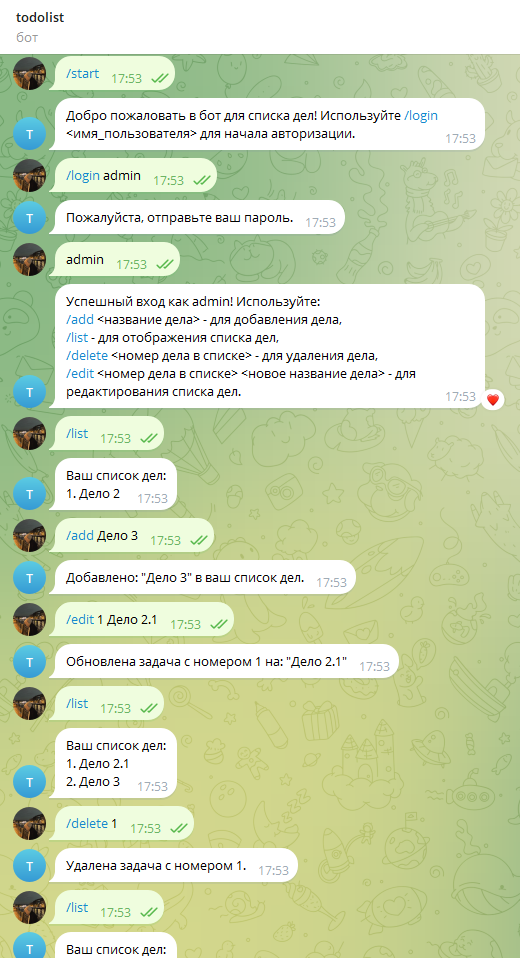 todolist
бот
/start 17:53
Добро пожаловать в бот для списка дел! Используйте /login
<имя_пользователя> для начала авторизации. 17:53
T
/login admin 17:53
Пожалуйста, отправьте ваш пароль. 17:53
T
admin 17:53
Успешный вход как admin! Используйте:
/add <название дела> - для добавления дела,
/list - для отображения списка дел,
/delete <номер дела в списке> - для удаления дела,
/edit <номер дела в списке> <новое название дела> - для
редактирования списка дел. 17:53
T
/list 17:53
Ваш список дел:
1. Дело 2 17:53
T
/add Дело 3 17:53
Добавлено: "Дело 3" в ваш список дел. 17:53
T
/edit 1 Дело 2.1 17:53
Обновлена задача с номером 1 на: "Дело 2.1" 17:53
T
/list 17:53
Ваш список дел:
1. Дело 2.1
2. Дело 3 17:53
T
/delete 1 17:53
Удалена задача с номером 1. 17:53
T
/list 17:53
Ваш список дел:
T